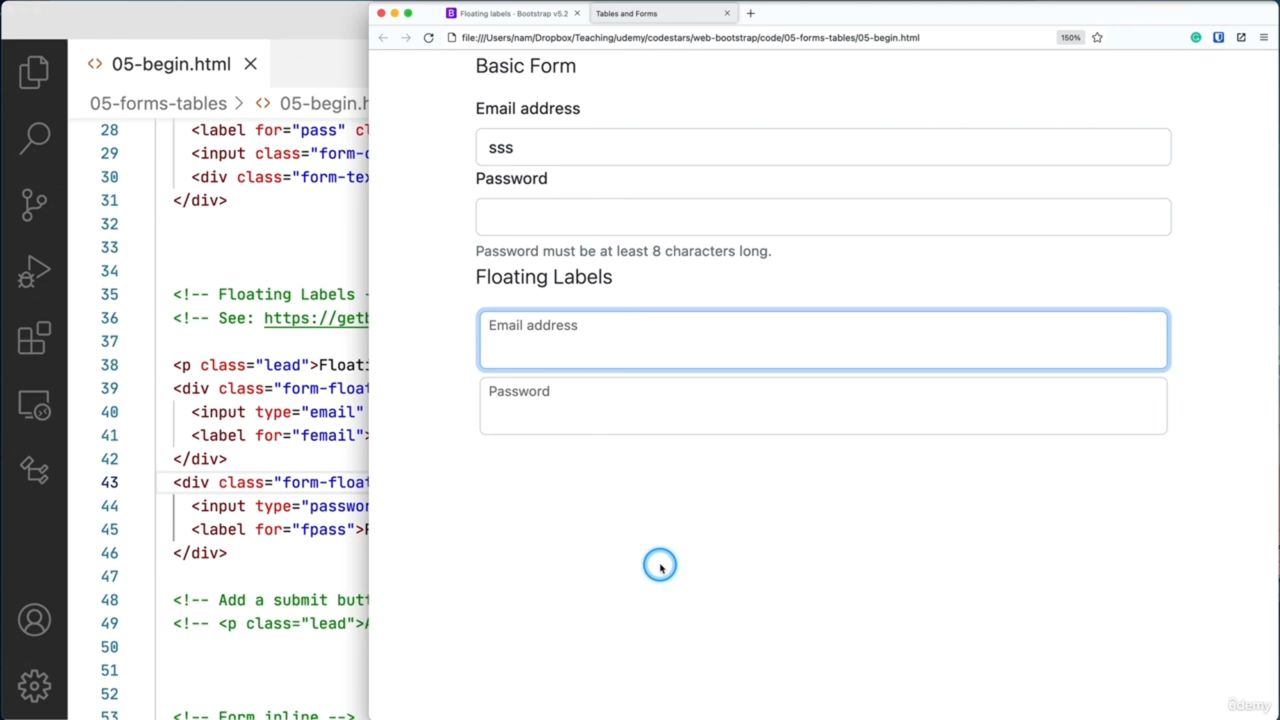 Floating labels · Bootstrap v5.2
Tables and Forms
file:///Users/nam/Dropbox/Teaching/udemy/codestars/web-bootstrap/code/05-forms-tables/05-begin.html
150%
05-begin.html
05-forms-tables > <> 05-begin.h
28 <label for="pass" cl
29 <input class="form-c
30 <div class="form-tex
31 </div>
32
33
34
35 <!-- Floating Labels -
36 <!-- See: https://getb
37
38 <p class="lead">Floati
39 <div class="form-float
40 <input type="email"
41 <label for="femail">
42 </div>
43 <div class="form-float
44 <input type="passwor
45 <label for="fpass">F
46 </div>
47
48 <!-- Add a submit butt
49 <!-- <p class="lead">A
50
51
52
53 <!-- Form inline -->
Basic Form
Email address
sss
Password
Password must be at least 8 characters long.
Floating Labels
Email address
Password
ûdemy